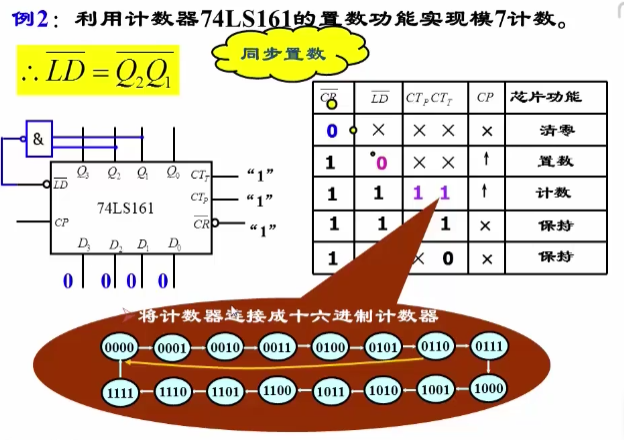 例2：利用计数器74LS161的置数功能实现模7计数。
同步置数
∴ \overline{LD} = \overline{Q_2Q_1}
\overline{CR} \overline{LD} CT_P CT_T CP 芯片功能
0 × × × × 清零
1 0 × × ↑ 置数
1 1 1 1 ↑ 计数
1 1 1 × 保持
1 × 0 × 保持
&
Q_3 Q_2 Q_1 Q_0 CT_T “1”
\overline{LD} CT_P “1”
74LS161
CP \overline{CR} “1”
D_3 D_2 D_1 D_0
0 0 0 0
将计数器连接成十六进制计数器
0000 0001 0010 0011 0100 0101 0110 0111
1111 1110 1101 1100 1011 1010 1001 1000